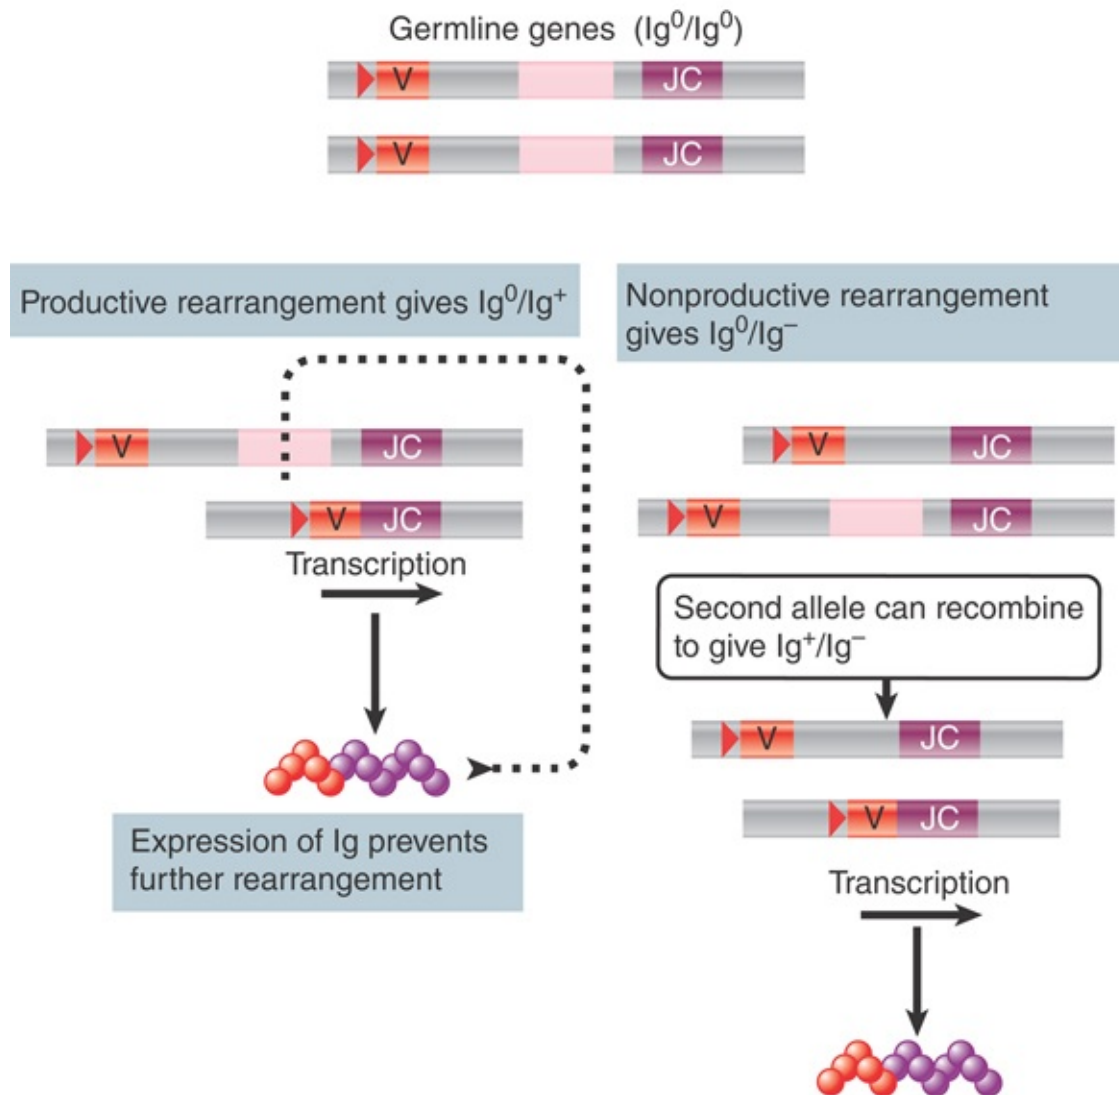 Germline genes (Ig⁰/Ig⁰)
V JC
V JC
Productive rearrangement gives Ig⁰/Ig⁺
V JC
V JC
Transcription
Expression of Ig prevents
further rearrangement
Nonproductive rearrangement
gives Ig⁰/Ig⁻
V JC
V JC
Second allele can recombine
to give Ig⁺/Ig⁻
V JC
V JC
Transcription